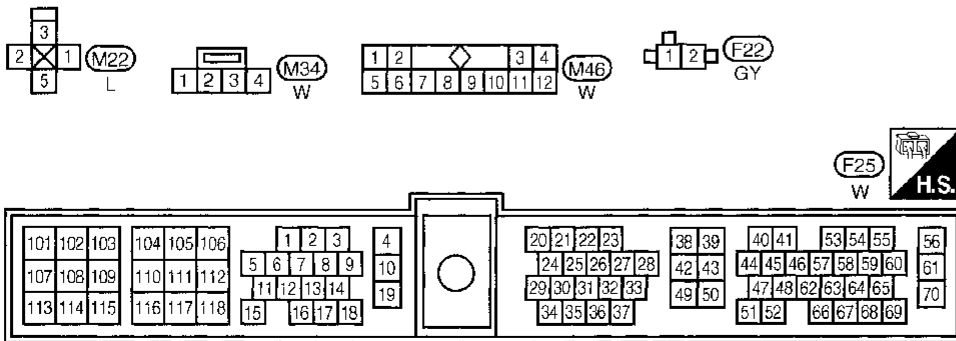 3
2 1 M22
5 L
1 2 3 4 M34
W
1 2 3 4
5 6 7 8 9 10 11 12 M46
W
1 2 F22
GY
F25
W
H.S.
101 102 103 104 105 106 1 2 3 4 20 21 22 23 38 39 40 41 53 54 55 56
5 6 7 8 9 10 24 25 26 27 28
107 108 109 110 111 112 42 43 44 45 46 57 58 59 60 61
11 12 13 14 19 29 30 31 32 33 47 48 62 63 64 65
113 114 115 116 117 118 15 16 17 18 34 35 36 37 49 50 51 52 66 67 68 69 70